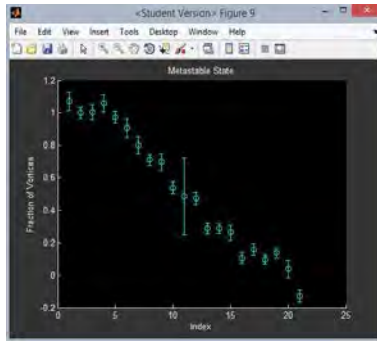 <Student Version> Figure 9
File Edit View Insert Tools Desktop Window Help
Metastable State
1.2
1
0.8
0.6
0.4
0.2
0
-0.2
Fraction of Vortices
0 5 10 15 20 25
Index